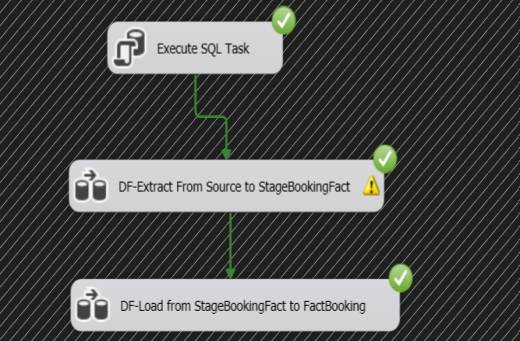 Execute SQL Task
DF-Extract From Source to StageBookingFact
DF-Load from StageBookingFact to FactBooking